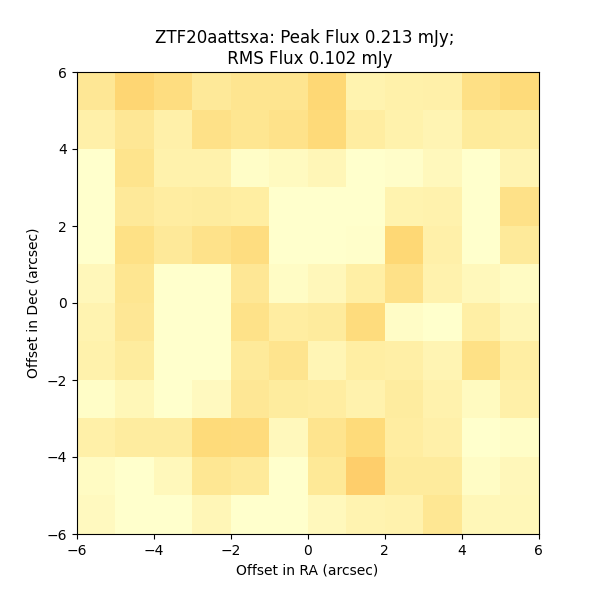 ZTF20aattsxa: Peak Flux 0.213 mJy;
RMS Flux 0.102 mJy
6
4
2
0
−2
−4
−6
Offset in Dec (arcsec)
−6 −4 −2 0 2 4 6
Offset in RA (arcsec)